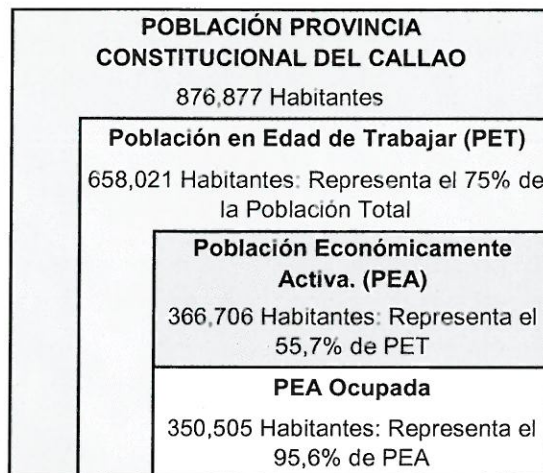 POBLACIÓN PROVINCIA
CONSTITUCIONAL DEL CALLAO
876,877 Habitantes
Población en Edad de Trabajar (PET)
658,021 Habitantes: Representa el 75% de
la Población Total
Población Económicamente
Activa. (PEA)
366,706 Habitantes: Representa el
55,7% de PET
PEA Ocupada
350,505 Habitantes: Representa el
95,6% de PEA